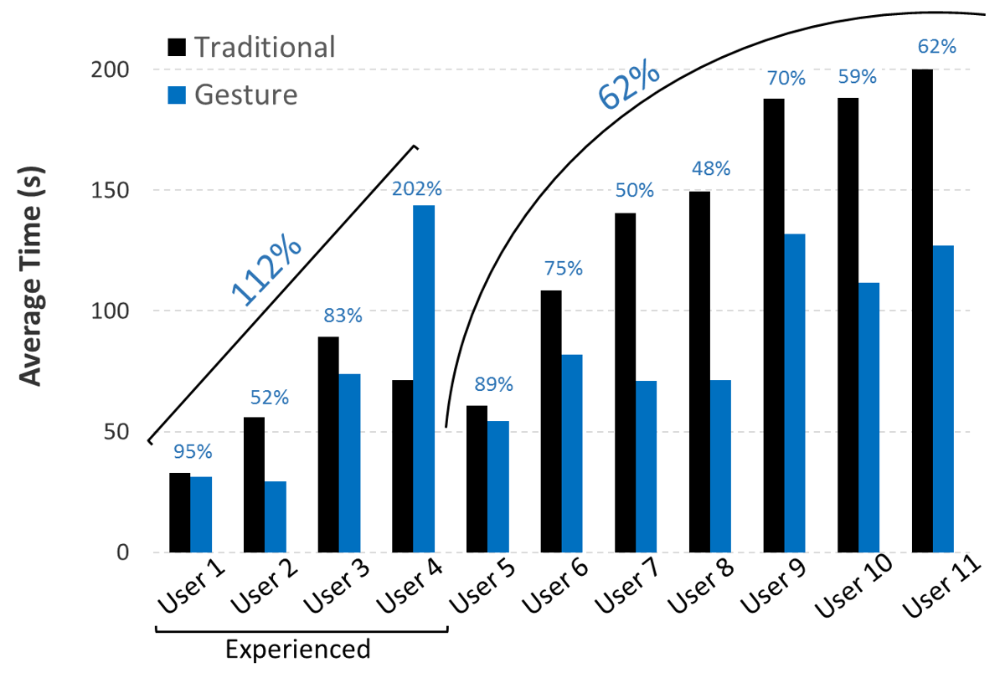 Traditional
Gesture
Average Time (s)
200
150
100
50
0
112%
62%
95%
52%
83%
202%
89%
75%
50%
48%
70%
59%
62%
User 1
User 2
User 3
User 4
User 5
User 6
User 7
User 8
User 9
User 10
User 11
Experienced